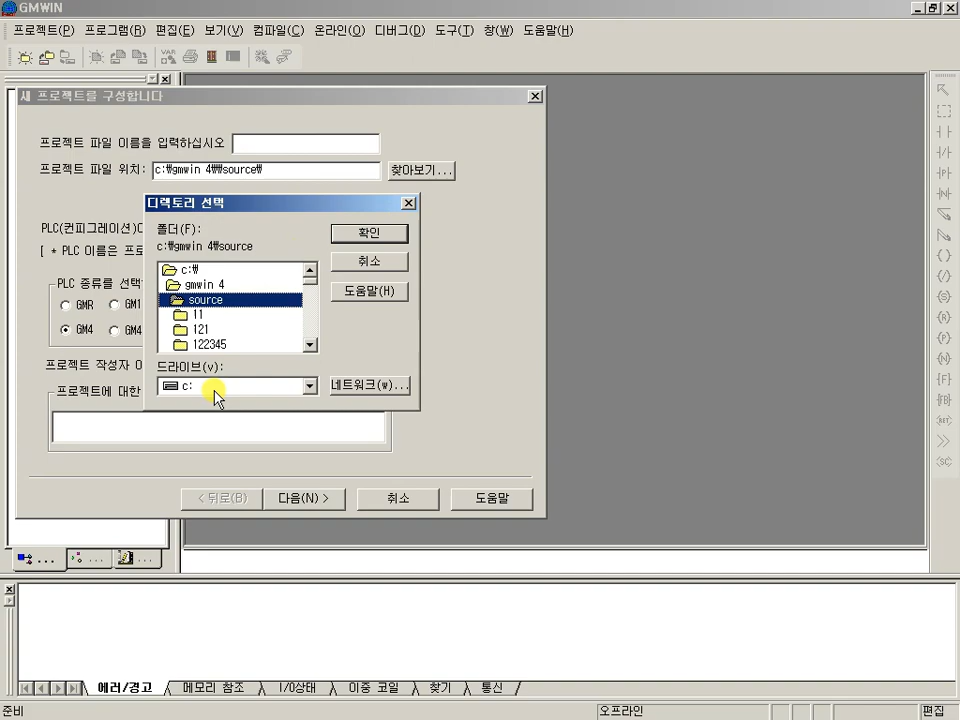 GMWIN
프로젝트(P) 프로그램(R) 편집(E) 보기(V) 컴파일(C) 온라인(O) 디버그(D) 도구(T) 창(W) 도움말(H)
새 프로젝트를 구성합니다
프로젝트 파일 이름을 입력하십시오
프로젝트 파일 위치: c:\gmwin 4\\source\ 찾아보기...
디렉토리 선택
폴더(F):
c:\gmwin 4\source
확인
취소
도움말(H)
c:\
gmwin 4
source
11
121
122345
드라이브(v):
c: 네트워크(w)...
PLC(컨피그레이션)
[ * PLC 이름은 프로
PLC 종류를 선택
GMR GM1
GM4 GM4
프로젝트 작성자
프로젝트에 대한
< 뒤로(B) 다음(N) > 취소 도움말
에러/경고 메모리 참조 I/O상태 이중 코일 찾기 통신
준비 오프라인 편집